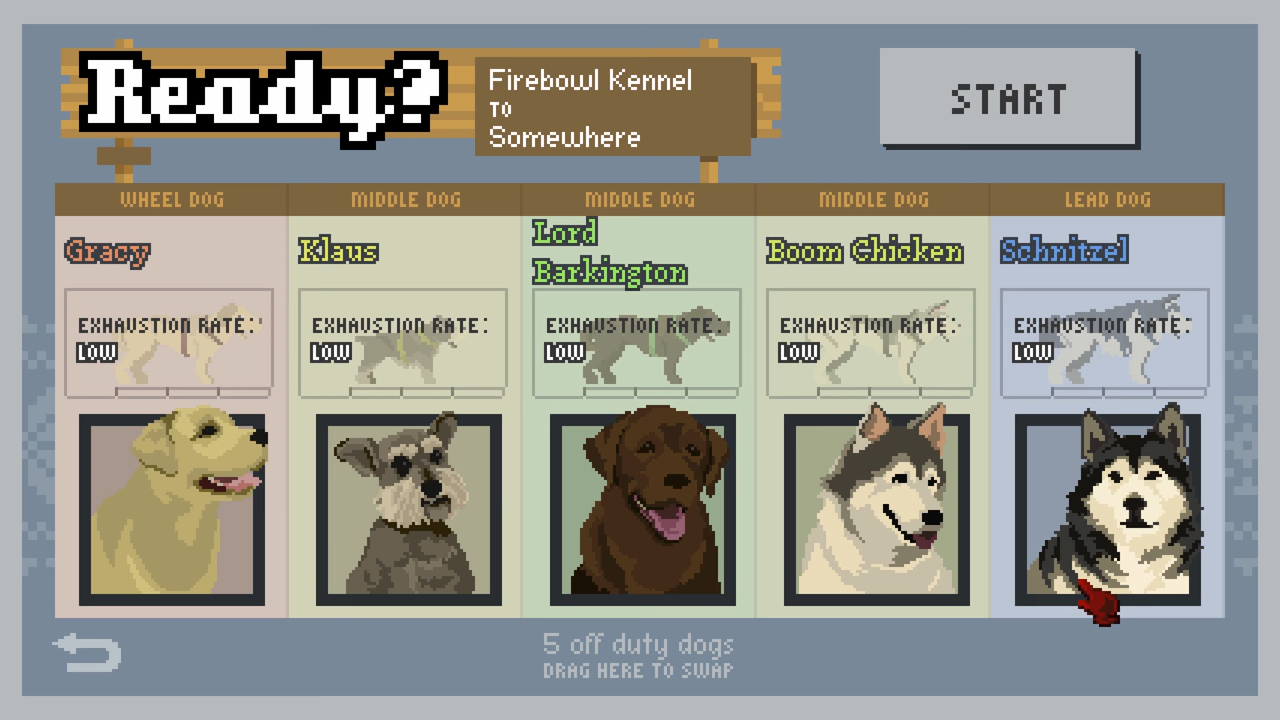 Ready?
Firebowl Kennel
TO
Somewhere
START
WHEEL DOG
MIDDLE DOG
MIDDLE DOG
MIDDLE DOG
LEAD DOG
Gracy
Klaus
Lord
Barkington
Boom Chicken
Schnitzel
EXHAUSTION RATE:
LOW
EXHAUSTION RATE:
LOW
EXHAUSTION RATE:
LOW
EXHAUSTION RATE:
LOW
EXHAUSTION RATE:
LOW
5 off duty dogs
DRAG HERE TO SWAP